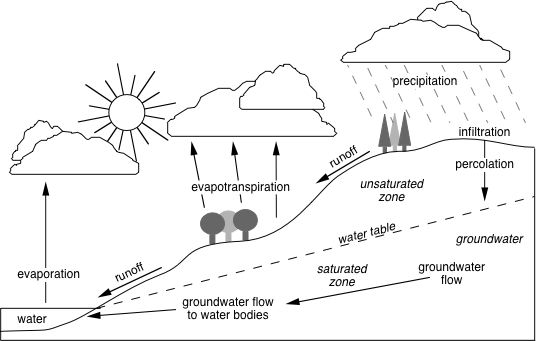 precipitation
infiltration
runoff
percolation
evapotranspiration
unsaturated
zone
water table
groundwater
evaporation
runoff
saturated
zone
groundwater
flow
groundwater flow
to water bodies
water